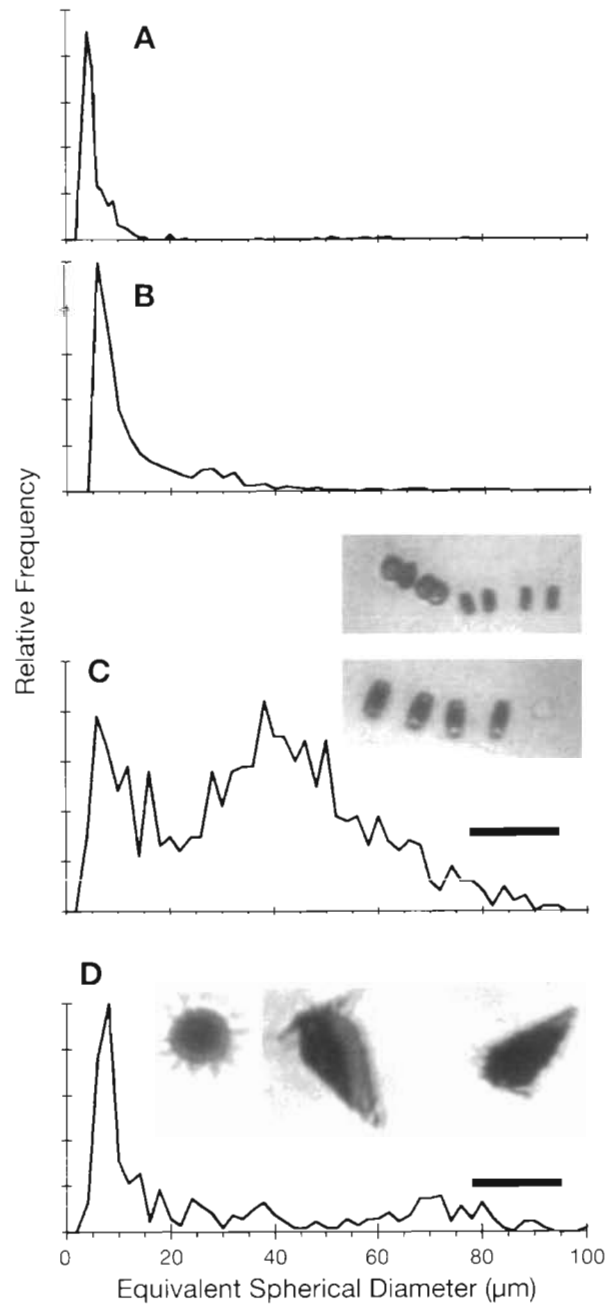 A
B
Relative Frequency
C
D
0 20 40 60 80 100
Equivalent Spherical Diameter (µm)